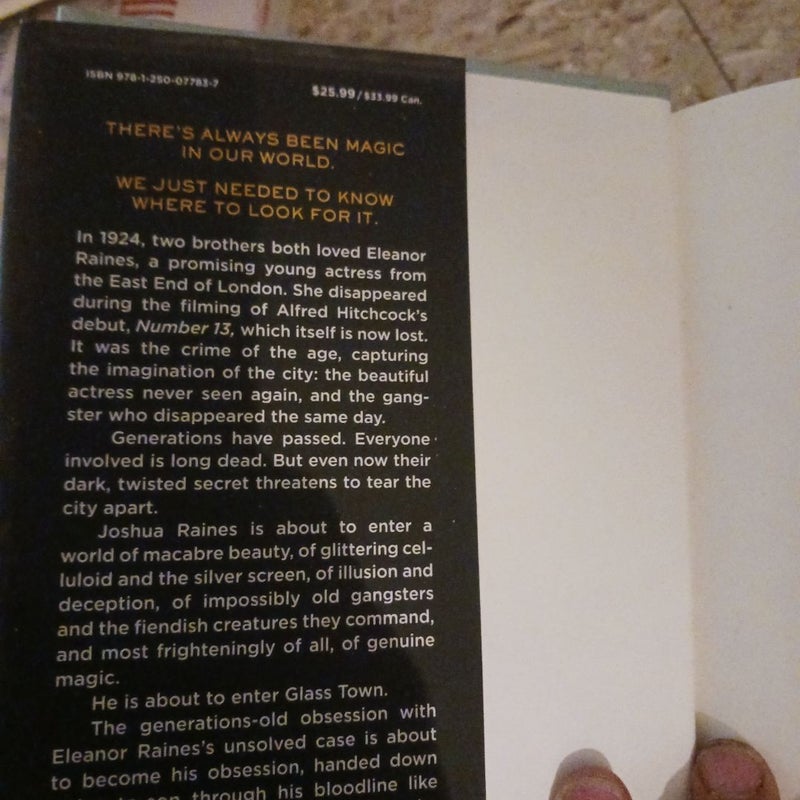 ISBN 978-1-250-07783-7
$25.99/$33.99 Can.
THERE'S ALWAYS BEEN MAGIC
IN OUR WORLD.
WE JUST NEEDED TO KNOW
WHERE TO LOOK FOR IT.
In 1924, two brothers both loved Eleanor
Raines, a promising young actress from
the East End of London. She disappeared
during the filming of Alfred Hitchcock's
debut, Number 13, which itself is now lost.
It was the crime of the age, capturing
the imagination of the city: the beautiful
actress never seen again, and the gang-
ster who disappeared the same day.
Generations have passed. Everyone
involved is long dead. But even now their
dark, twisted secret threatens to tear the
city apart.
Joshua Raines is about to enter a
world of macabre beauty, of glittering cel-
luloid and the silver screen, of illusion and
deception, of impossibly old gangsters
and the fiendish creatures they command,
and most frighteningly of all, of genuine
magic.
He is about to enter Glass Town.
The generations-old obsession with
Eleanor Raines's unsolved case is about
to become his obsession, handed down
through his bloodline like